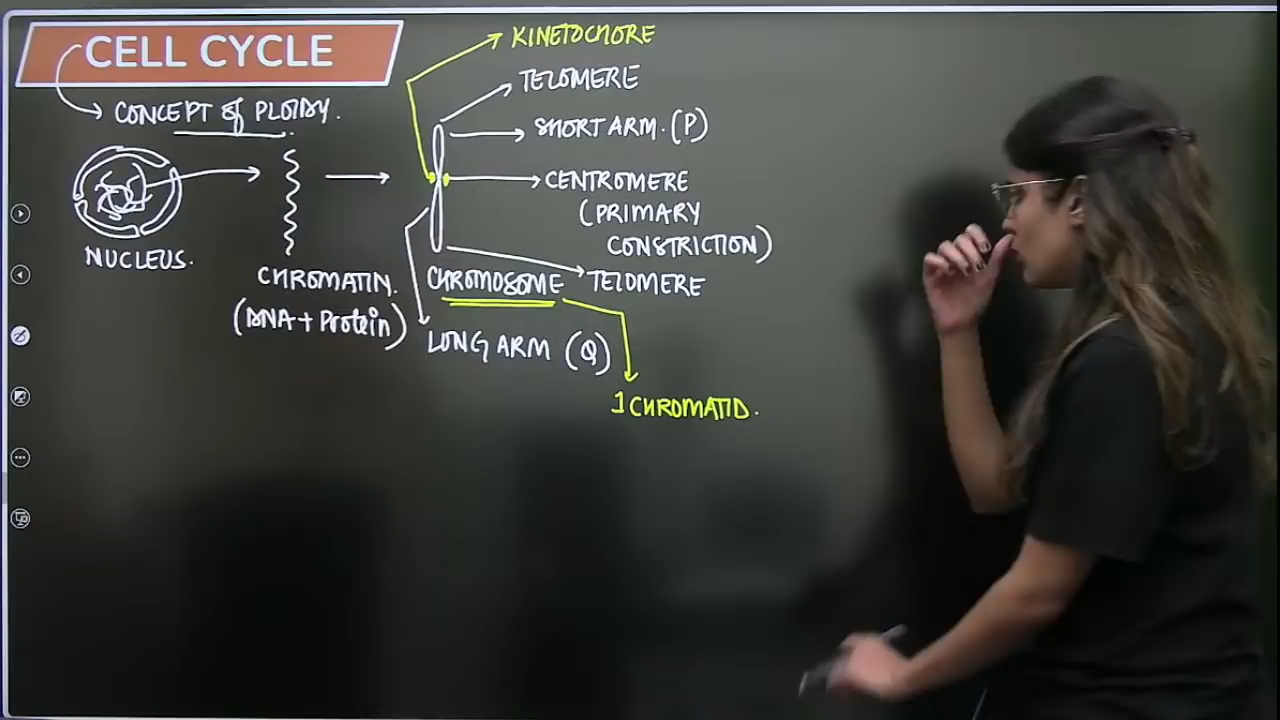 CELL CYCLE
CONCEPT of PLOIDY.
NUCLEUS.
CHROMATIN.
(DNA + Protein)
KINETOCHORE
TELOMERE
SHORT ARM. (P)
CENTROMERE
(PRIMARY
CONSTRICTION)
TELOMERE
CHROMOSOME
LONG ARM (Q)
1 CHROMATID.